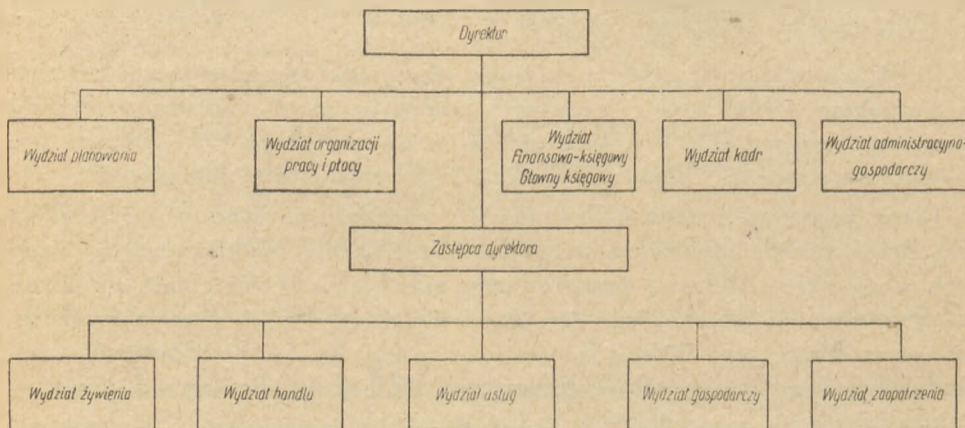 Dyrektor
Wydział planowania
Wydział organizacji
pracy i płacy
Wydział
Finansowo-księgowy
Główny księgowy
Wydział kadr
Wydział administracyjno-
gospodarczy
Zastępca dyrektora
Wydział żywienia
Wydział handlu
Wydział usług
Wydział gospodarczy
Wydział zaopatrzenia